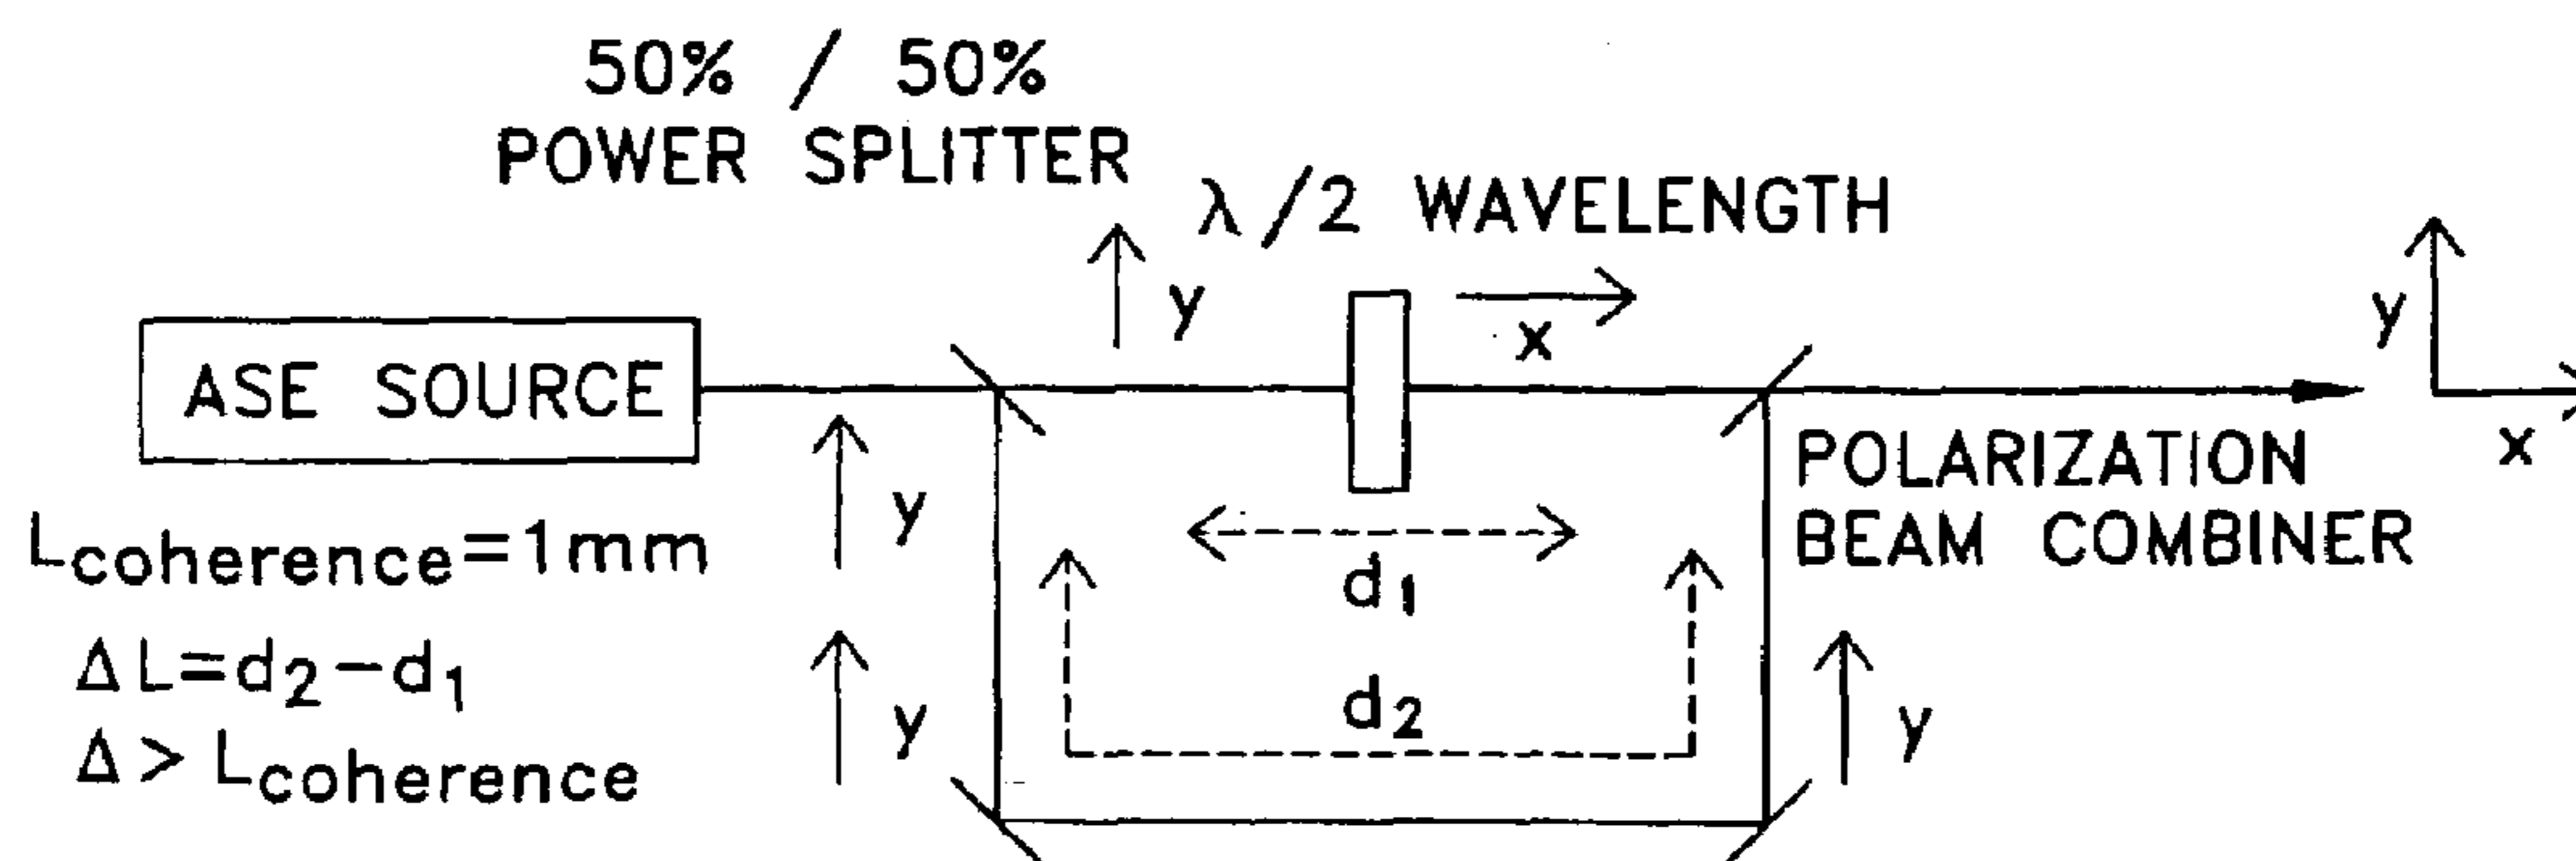 50% / 50%
POWER SPLITTER
λ/2 WAVELENGTH
y
x
y
x
ASE SOURCE
y
POLARIZATION
BEAM COMBINER
Lcoherence=1mm
d1
ΔL=d2-d1
y
d2
y
Δ> Lcoherence